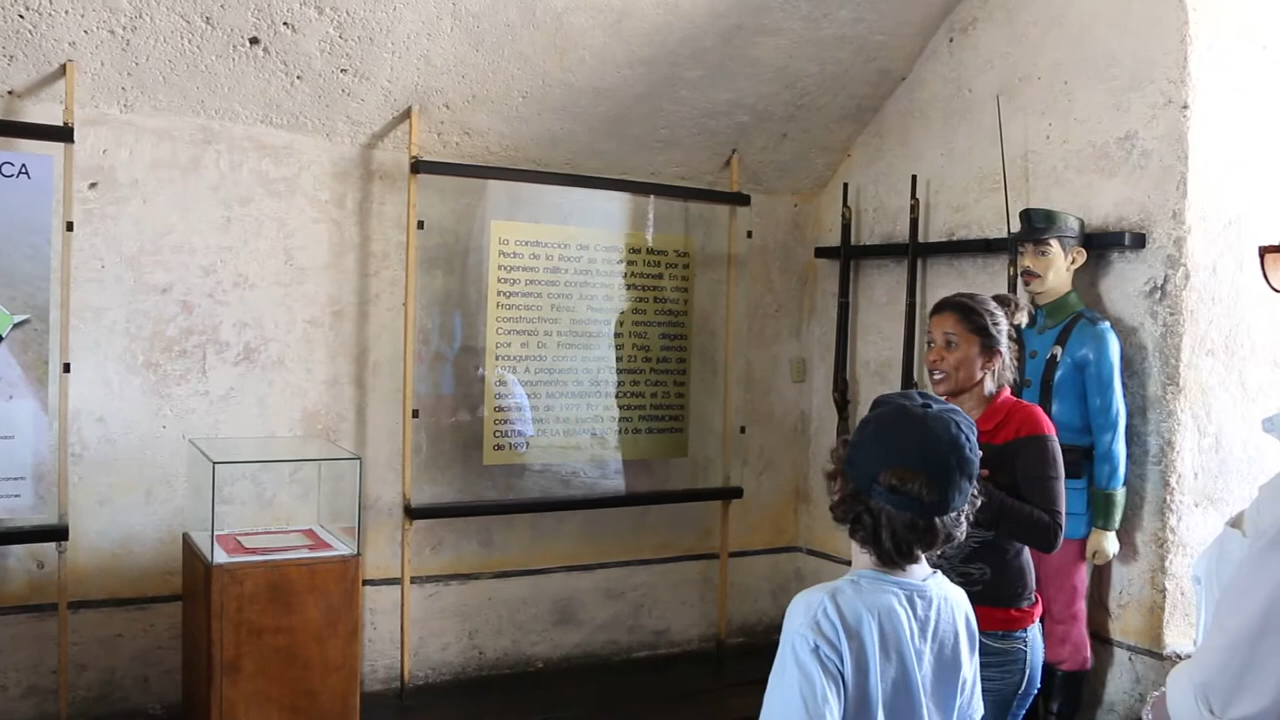 CA
La construcción del Castillo del Morro "San
Pedro de la Roca" se inició en 1638 por el
ingeniero militar Juan Bautista Antonelli. En su
largo proceso constructivo participaron otros
ingenieros como Juan de Císcara Ibáñez y
Francisco Pérez. Presenta dos códigos
constructivos: medieval y renacentista.
Comenzó su restauración en 1962, dirigida
por el Dr. Francisco Prat Puig, siendo
inaugurado como museo el 23 de julio de
1978. A propuesta de la Comisión Provincial
de Monumentos de Santiago de Cuba, fue
declarado MONUMENTO NACIONAL el 25 de
diciembre de 1979. Por sus valores históricos
constructivos fue inscrito como PATRIMONIO
CULTURAL DE LA HUMANIDAD el 6 de diciembre
de 1997